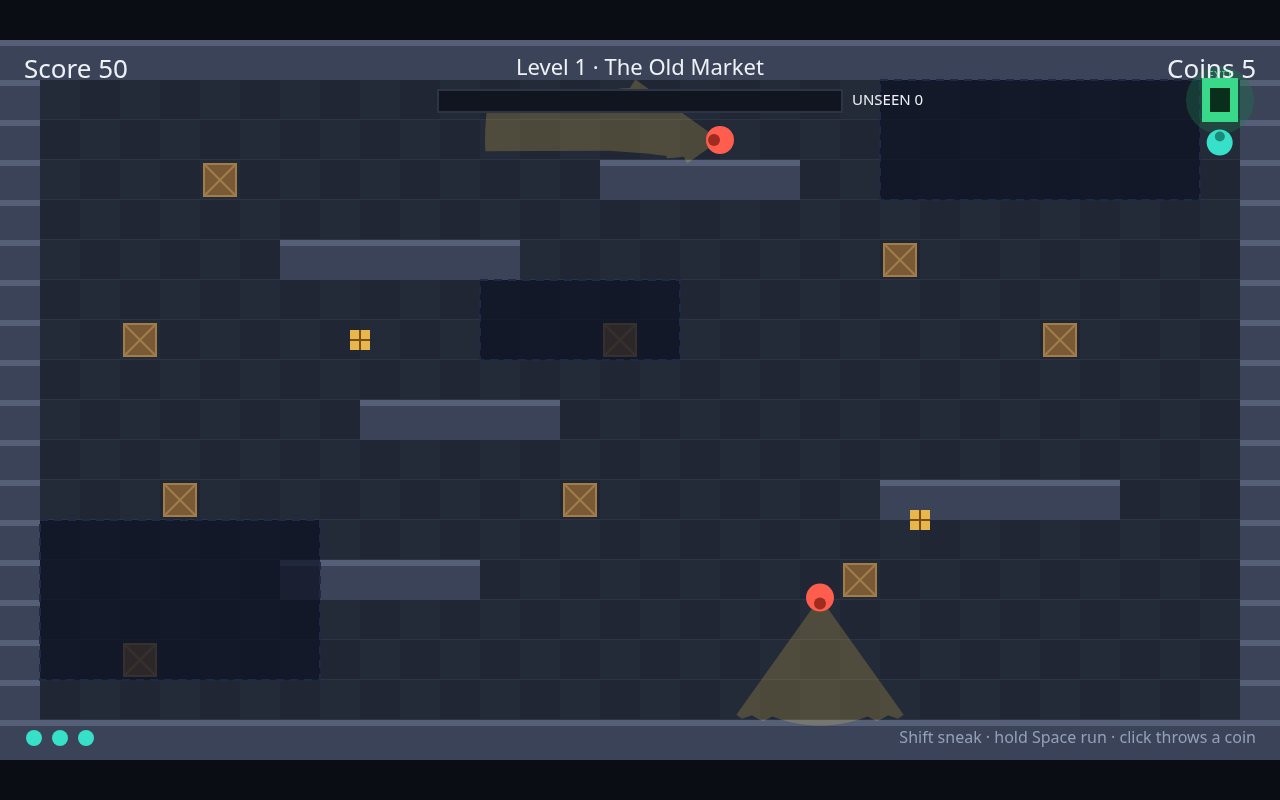 Score 50
Level 1 · The Old Market
Coins 5
UNSEEN 0
Shift sneak · hold Space run · click throws a coin